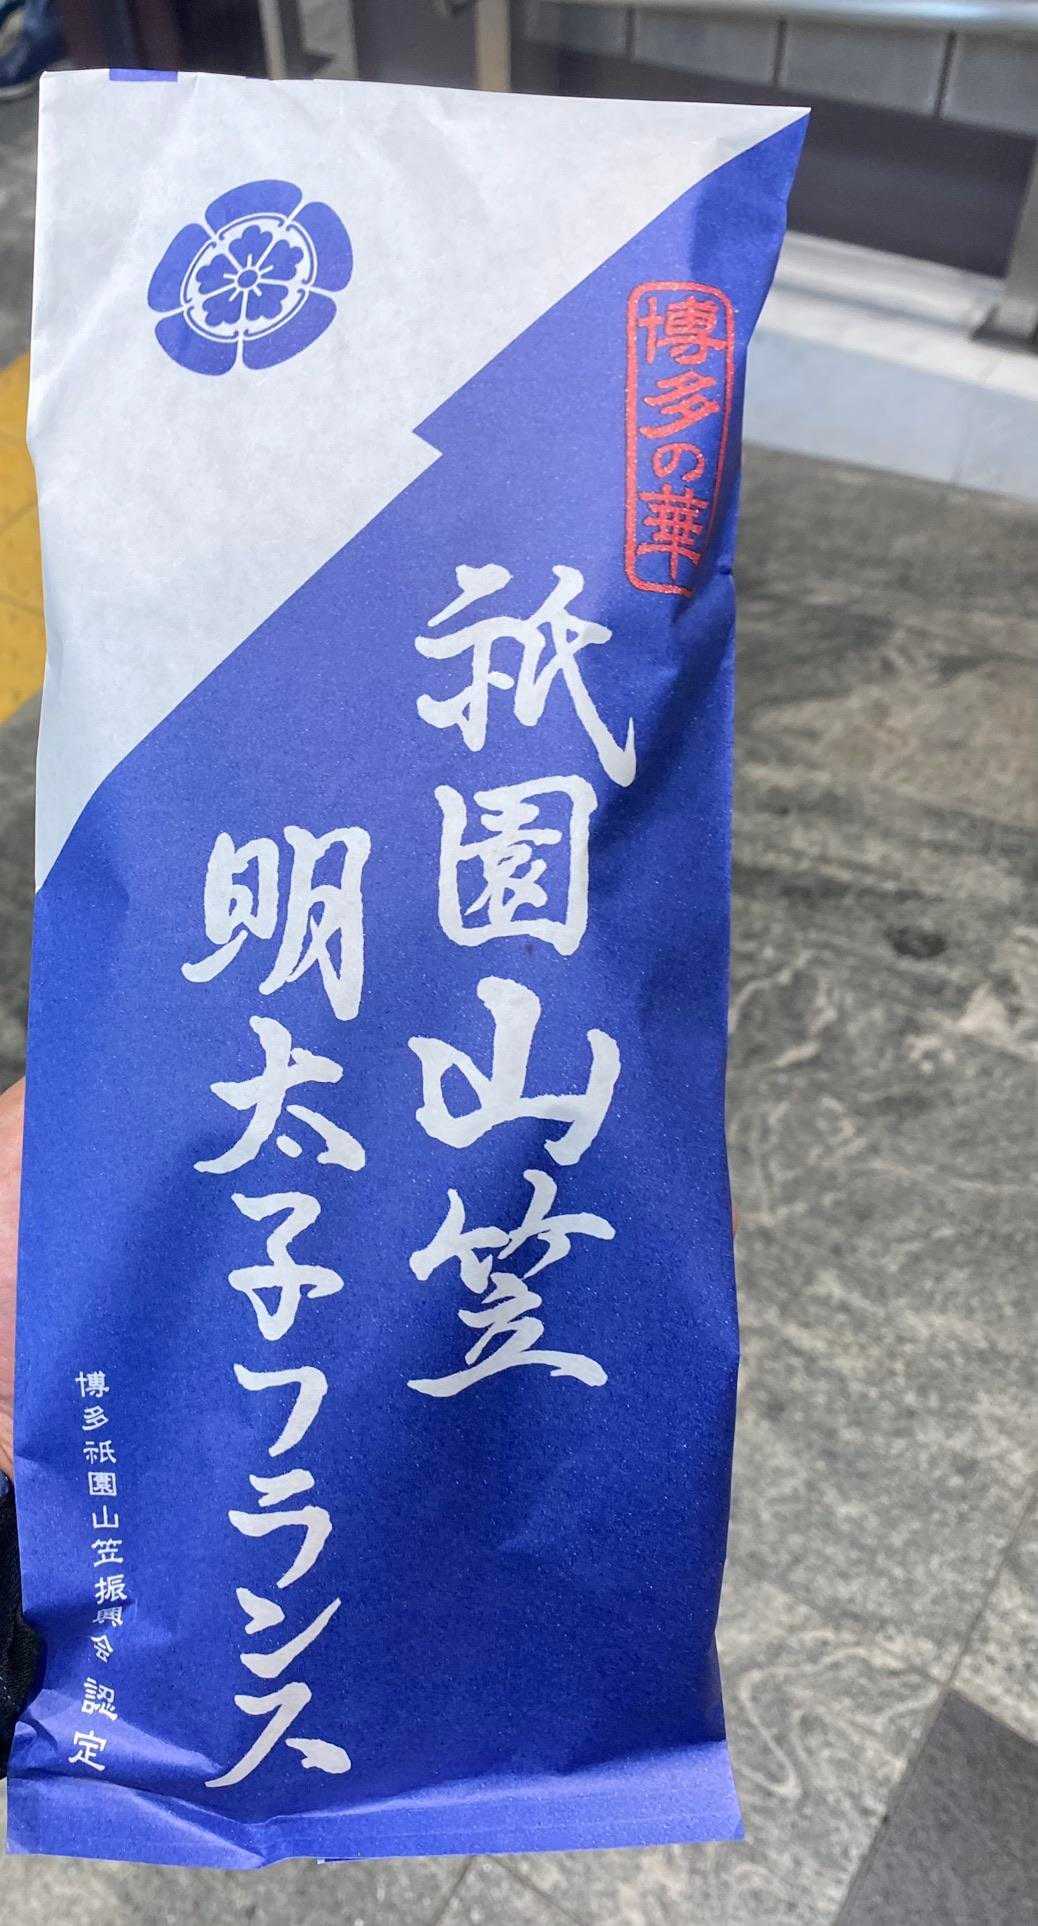 博多の華
祇園山笠
明太子フランス
博多祇園山笠振興会 認定